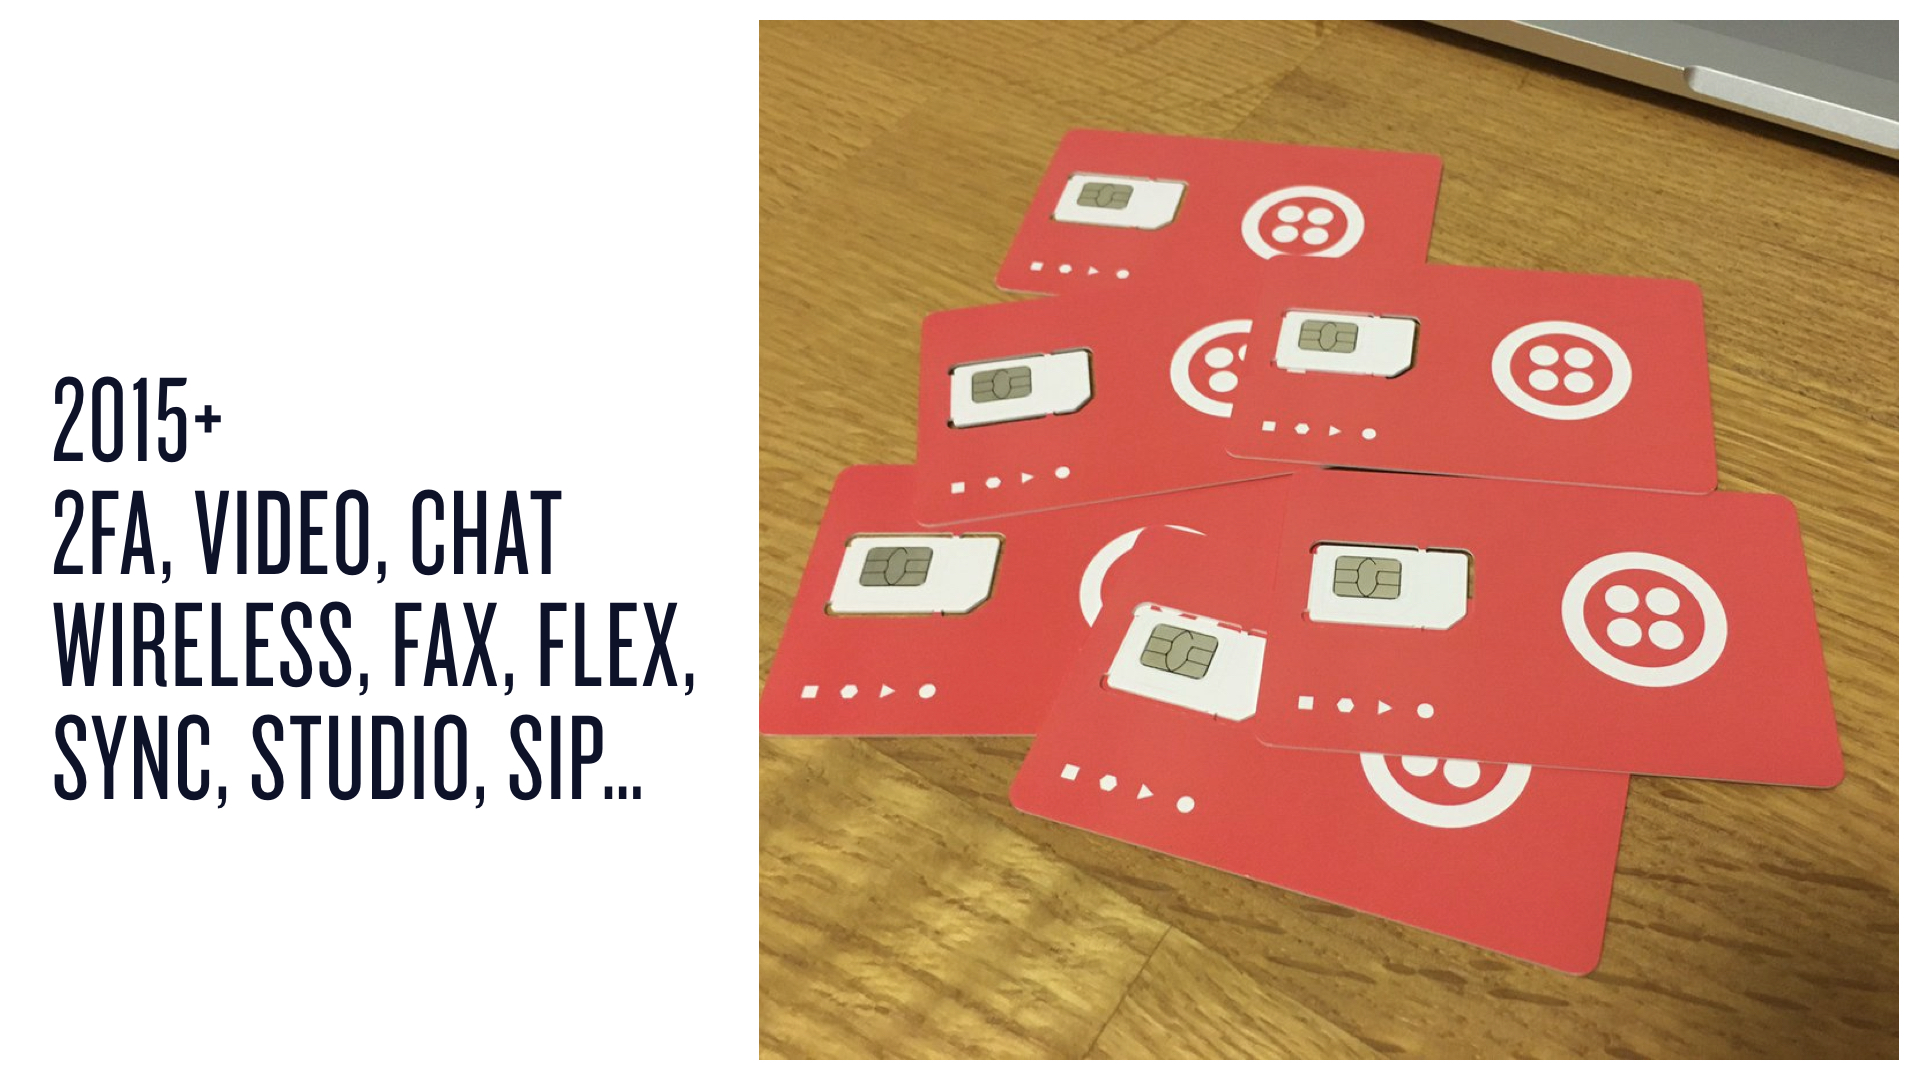 2015+
2FA, VIDEO, CHAT
WIRELESS, FAX, FLEX,
SYNC, STUDIO, SIP...